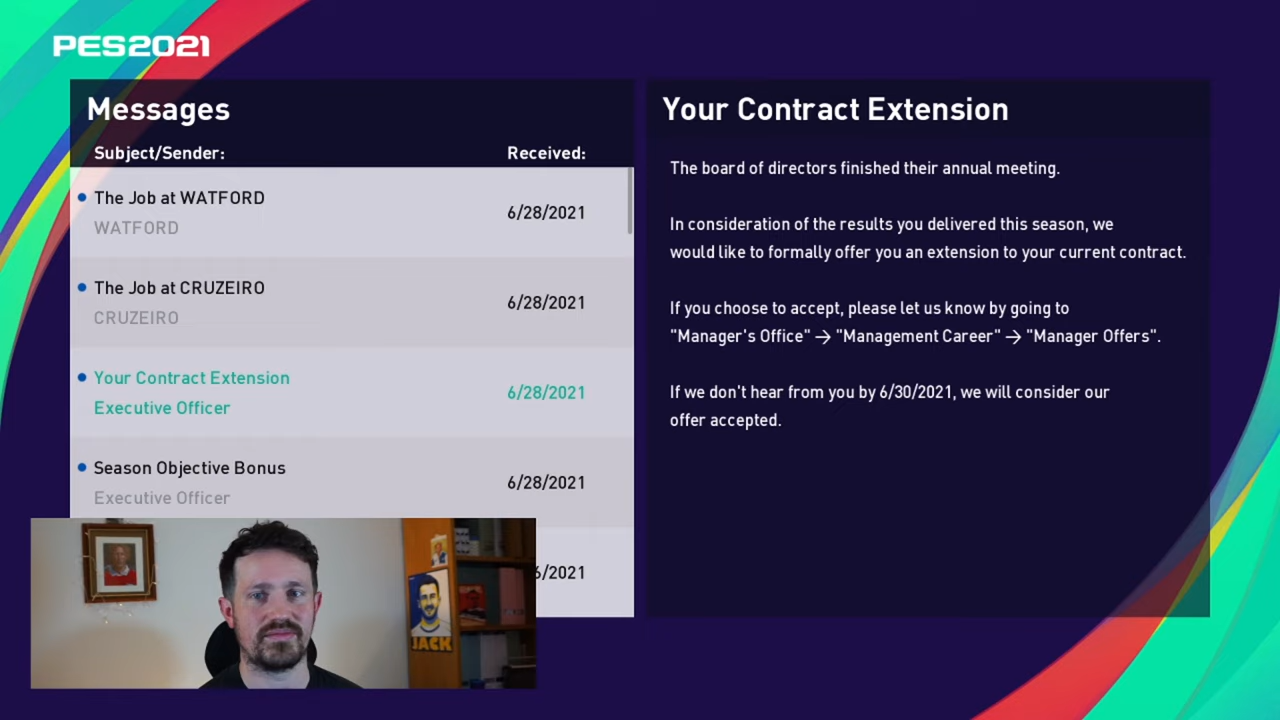 PES2021
Messages
Subject/Sender:
Received:
The Job at WATFORD
WATFORD
6/28/2021
The Job at CRUZEIRO
CRUZEIRO
6/28/2021
Your Contract Extension
Executive Officer
6/28/2021
Season Objective Bonus
Executive Officer
6/28/2021
6/2021
JACK
Your Contract Extension
The board of directors finished their annual meeting.
In consideration of the results you delivered this season, we
would like to formally offer you an extension to your current contract.
If you choose to accept, please let us know by going to
"Manager's Office" → "Management Career" → "Manager Offers".
If we don't hear from you by 6/30/2021, we will consider our
offer accepted.